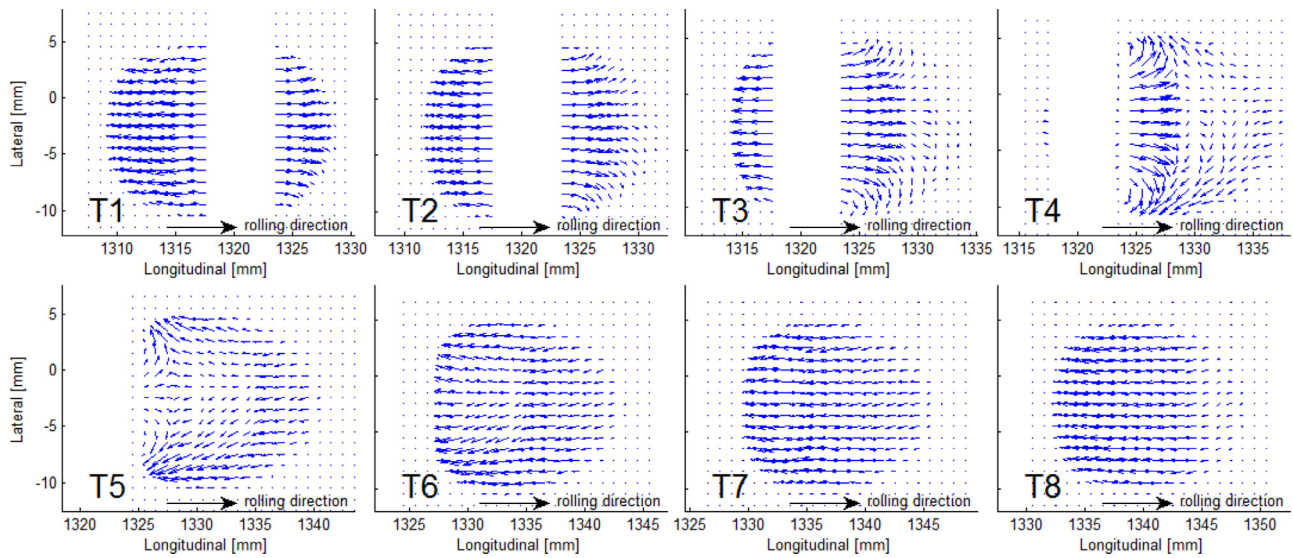 5
0
-5
-10
Lateral [mm]
T1
rolling direction
1310 1315 1320 1325 1330
Longitudinal [mm]
T2
rolling direction
1310 1315 1320 1325 1330
Longitudinal [mm]
T3
rolling direction
1315 1320 1325 1330 1335
Longitudinal [mm]
T4
rolling direction
1315 1320 1325 1330 1335
Longitudinal [mm]
5
0
-5
-10
Lateral [mm]
T5
rolling direction
1320 1325 1330 1335 1340
Longitudinal [mm]
T6
rolling direction
1325 1330 1335 1340 1345
Longitudinal [mm]
T7
rolling direction
1325 1330 1335 1340 1345
Longitudinal [mm]
T8
rolling direction
1330 1335 1340 1345 1350
Longitudinal [mm]